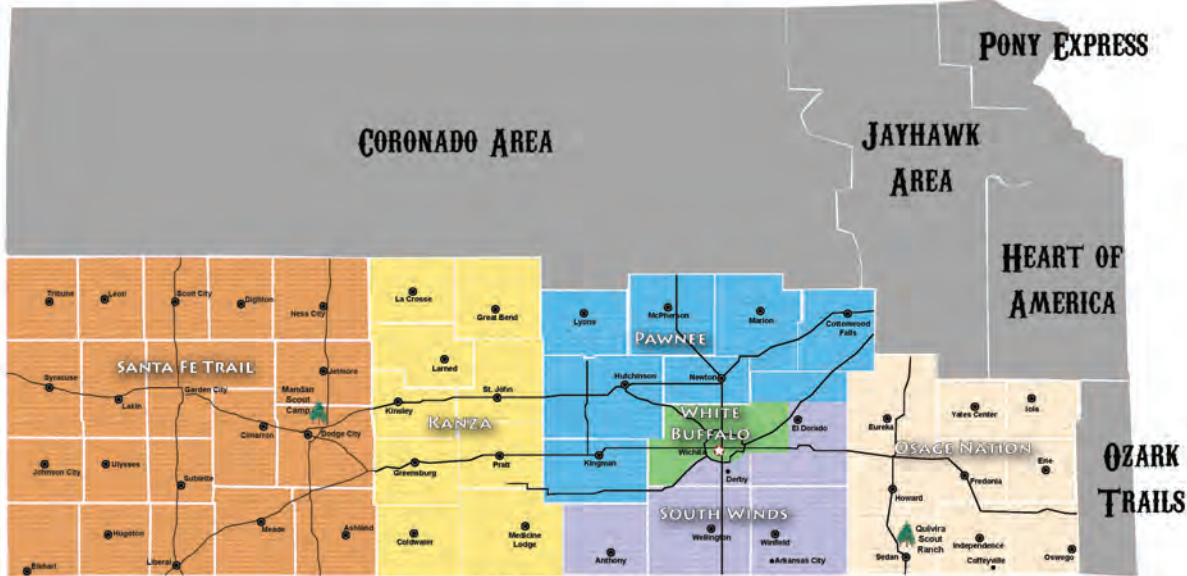 PONY EXPRESS
CORONADO AREA
JAYHAWK
AREA
HEART OF
AMERICA
OZARK
TRAILS
SANTA FE TRAIL
Tribune
Leoti
Scott City
Dighton
Ness City
Syracuse
Lakin
Garden City
Mandan
Scout
Camp
Jetmore
Cimarron
Dodge City
Johnson City
Ulysses
Sublette
Hugoton
Meade
Ashland
Elkhart
Liberal
KANZA
La Crosse
Great Bend
Larned
Kinsley
St. John
Greensburg
Pratt
Coldwater
Medicine
Lodge
PAWNEE
Lyons
McPherson
Marion
Cottonwood
Falls
Hutchinson
Newton
Kingman
WHITE
BUFFALO
Wichita
SOUTH WINDS
El Dorado
Derby
Anthony
Wellington
Winfield
Arkansas City
OSAGE NATION
Eureka
Yates Center
Iola
Erie
Fredonia
Howard
Quivira
Scout
Ranch
Sedan
Independence
Coffeyville
Oswego